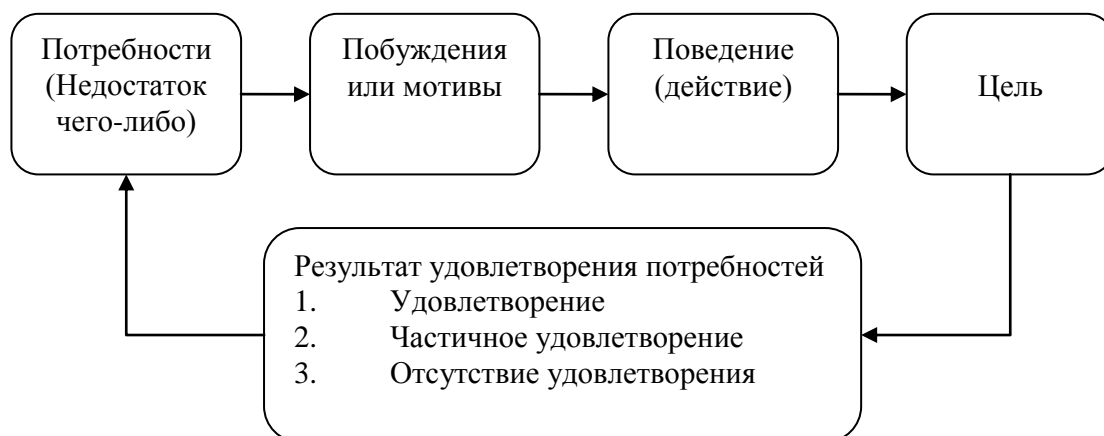 Потребности
(Недостаток
чего-либо)
Побуждения
или мотивы
Поведение
(действие)
Цель
Результат удовлетворения потребностей
1. Удовлетворение
2. Частичное удовлетворение
3. Отсутствие удовлетворения